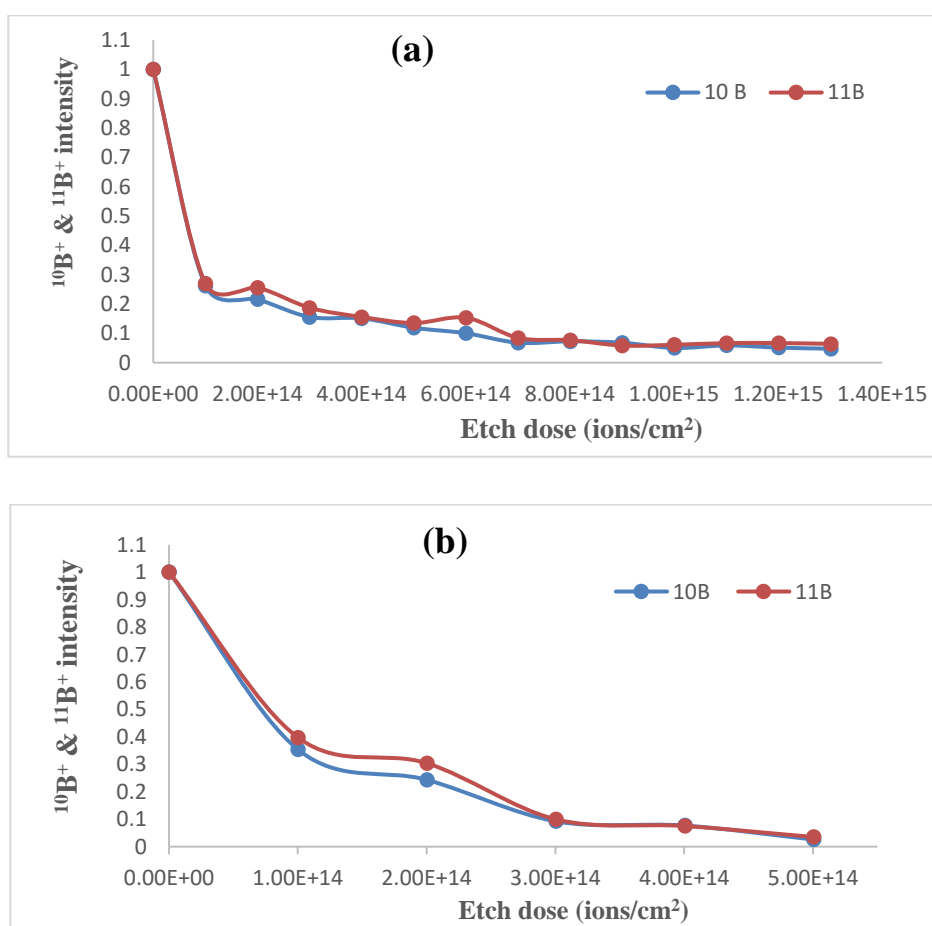 (a)
10 B 11B
1.1
1
0.9
0.8
0.7
0.6
0.5
0.4
0.3
0.2
0.1
0
¹⁰B⁺ & ¹¹B⁺ intensity
0.00E+00 2.00E+14 4.00E+14 6.00E+14 8.00E+14 1.00E+15 1.20E+15 1.40E+15
Etch dose (ions/cm²)
(b)
10B 11B
1.1
1
0.9
0.8
0.7
0.6
0.5
0.4
0.3
0.2
0.1
0
¹⁰B⁺ & ¹¹B⁺ intensity
0.00E+00 1.00E+14 2.00E+14 3.00E+14 4.00E+14 5.00E+14
Etch dose (ions/cm²)